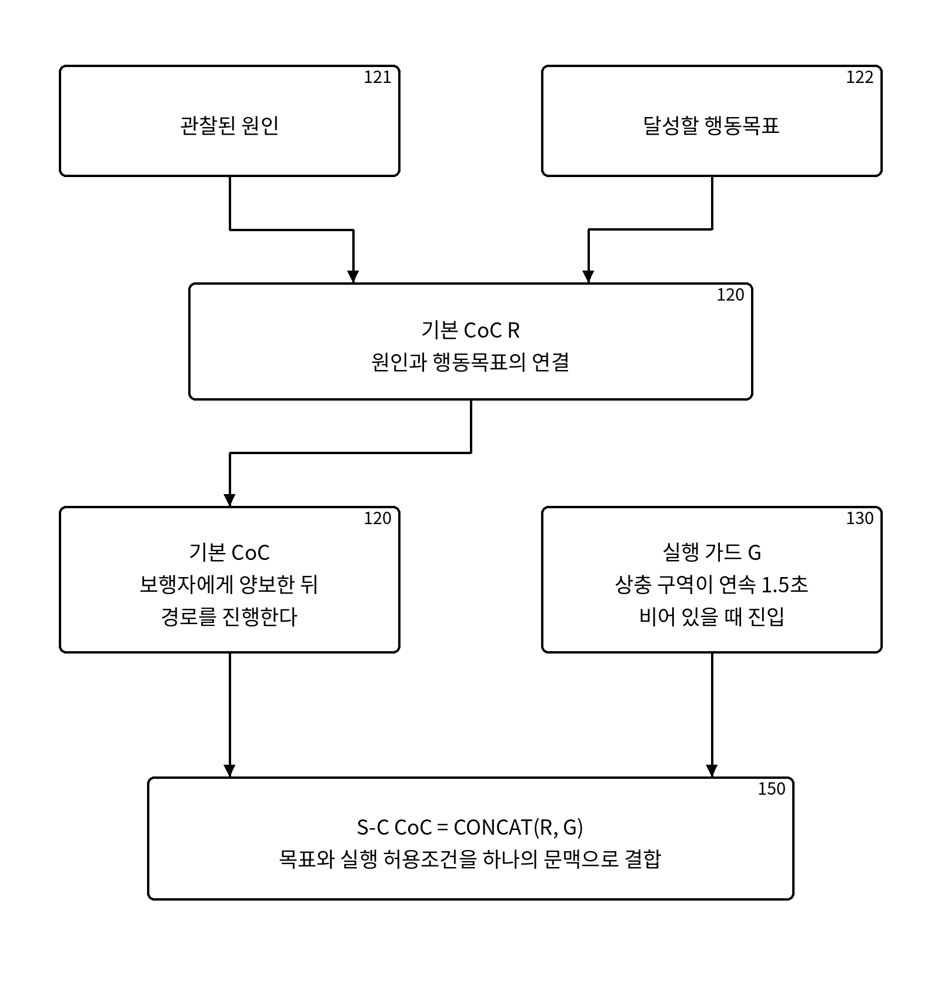 121
관찰된 원인
122
달성할 행동목표
120
기본 CoC R
원인과 행동목표의 연결
120
기본 CoC
보행자에게 양보한 뒤
경로를 진행한다
130
실행 가드 G
상충 구역이 연속 1.5초
비어 있을 때 진입
150
S-C CoC = CONCAT(R, G)
목표와 실행 허용조건을 하나의 문맥으로 결합